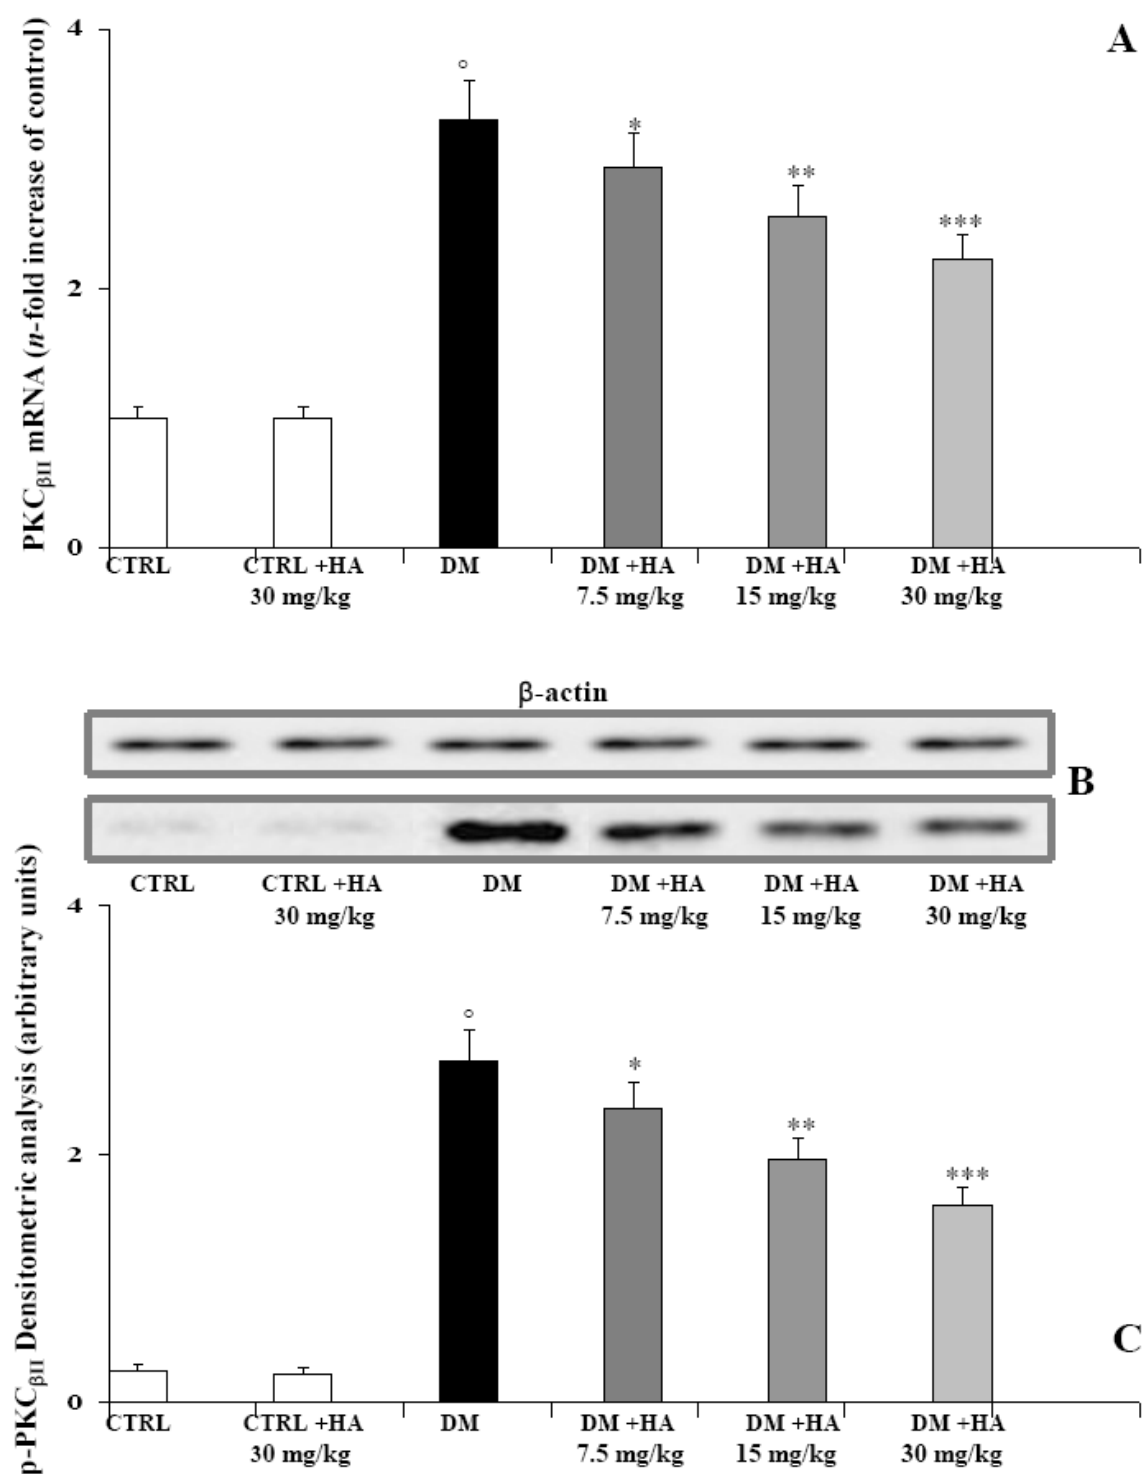 A
PKCβII mRNA (n-fold increase of control)
4
2
0
°
*
**
***
CTRL CTRL +HA DM DM +HA DM +HA DM +HA
30 mg/kg 7.5 mg/kg 15 mg/kg 30 mg/kg
β-actin
B
CTRL CTRL +HA DM DM +HA DM +HA DM +HA
30 mg/kg 7.5 mg/kg 15 mg/kg 30 mg/kg
p-PKCβII Densitometric analysis (arbitrary units)
4
2
0
°
*
**
***
C
CTRL CTRL +HA DM DM +HA DM +HA DM +HA
30 mg/kg 7.5 mg/kg 15 mg/kg 30 mg/kg